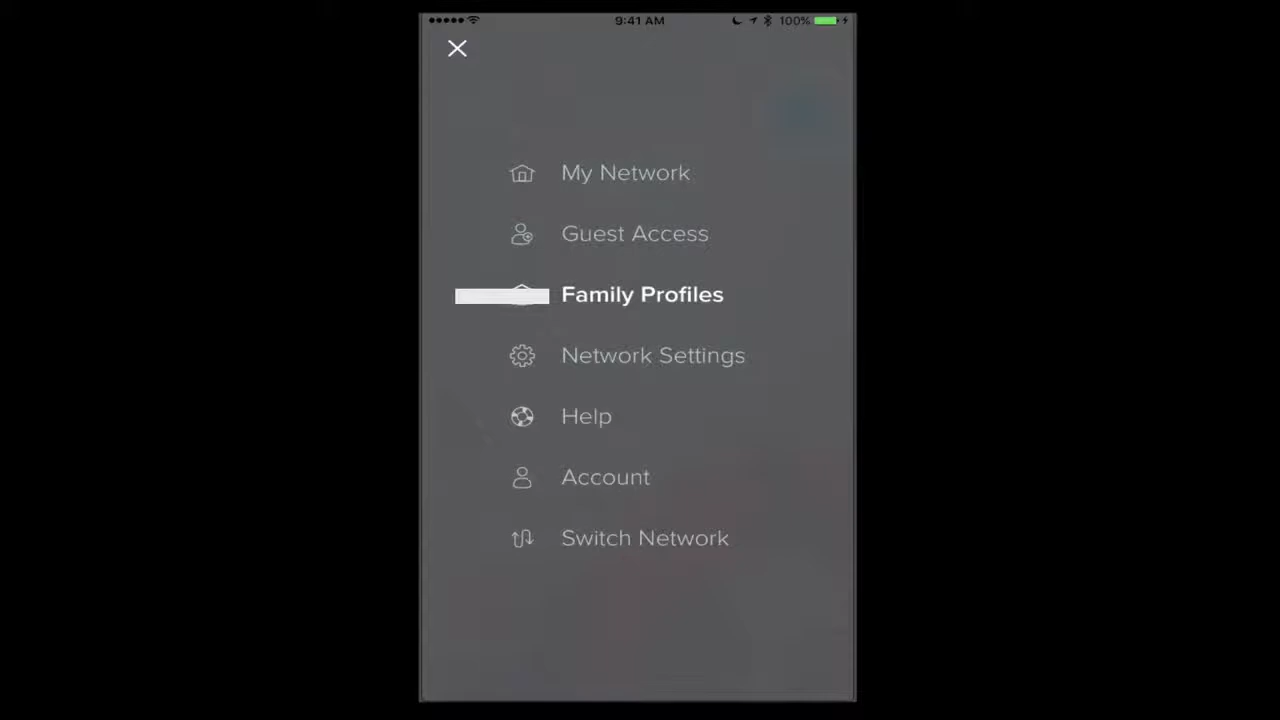 9:41 AM
100%
My Network
Guest Access
Family Profiles
Network Settings
Help
Account
Switch Network